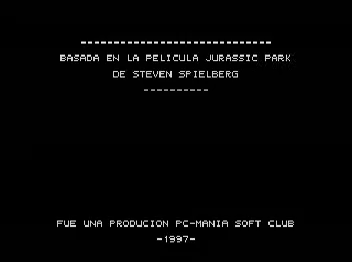 ----------------------------
BASADA EN LA PELICULA JURASSIC PARK
DE STEVEN SPIELBERG
----------
FUE UNA PRODUCION PC-MANIA SOFT CLUB
-1997-